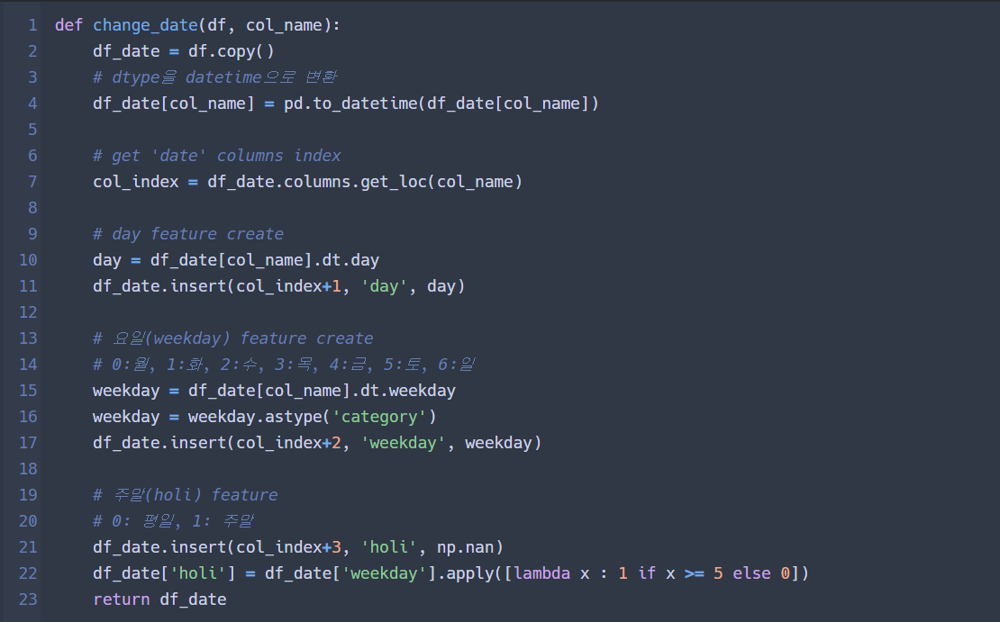 1 def change_date(df, col_name):
2     df_date = df.copy()
3     # dtype을 datetime으로 변환
4     df_date[col_name] = pd.to_datetime(df_date[col_name])
5
6     # get 'date' columns index
7     col_index = df_date.columns.get_loc(col_name)
8
9     # day feature create
10     day = df_date[col_name].dt.day
11     df_date.insert(col_index+1, 'day', day)
12
13     # 요일(weekday) feature create
14     # 0:월, 1:화, 2:수, 3:목, 4:금, 5:토, 6:일
15     weekday = df_date[col_name].dt.weekday
16     weekday = weekday.astype('category')
17     df_date.insert(col_index+2, 'weekday', weekday)
18
19     # 주말(holi) feature
20     # 0: 평일, 1: 주말
21     df_date.insert(col_index+3, 'holi', np.nan)
22     df_date['holi'] = df_date['weekday'].apply([lambda x : 1 if x >= 5 else 0])
23     return df_date